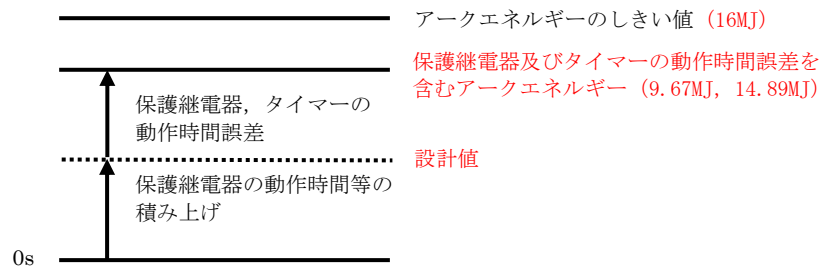 アークエネルギーのしきい値（16MJ）
保護継電器及びタイマーの動作時間誤差を
含むアークエネルギー（9.67MJ, 14.89MJ）
保護継電器，タイマーの
動作時間誤差
設計値
保護継電器の動作時間等の
積み上げ
0s